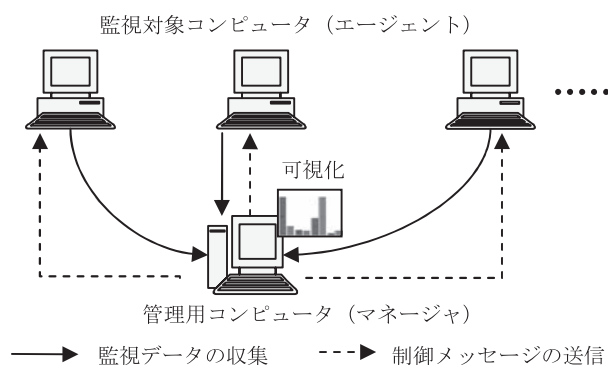 監視対象コンピュータ（エージェント）
可視化
管理用コンピュータ（マネージャ）
監視データの収集
制御メッセージの送信